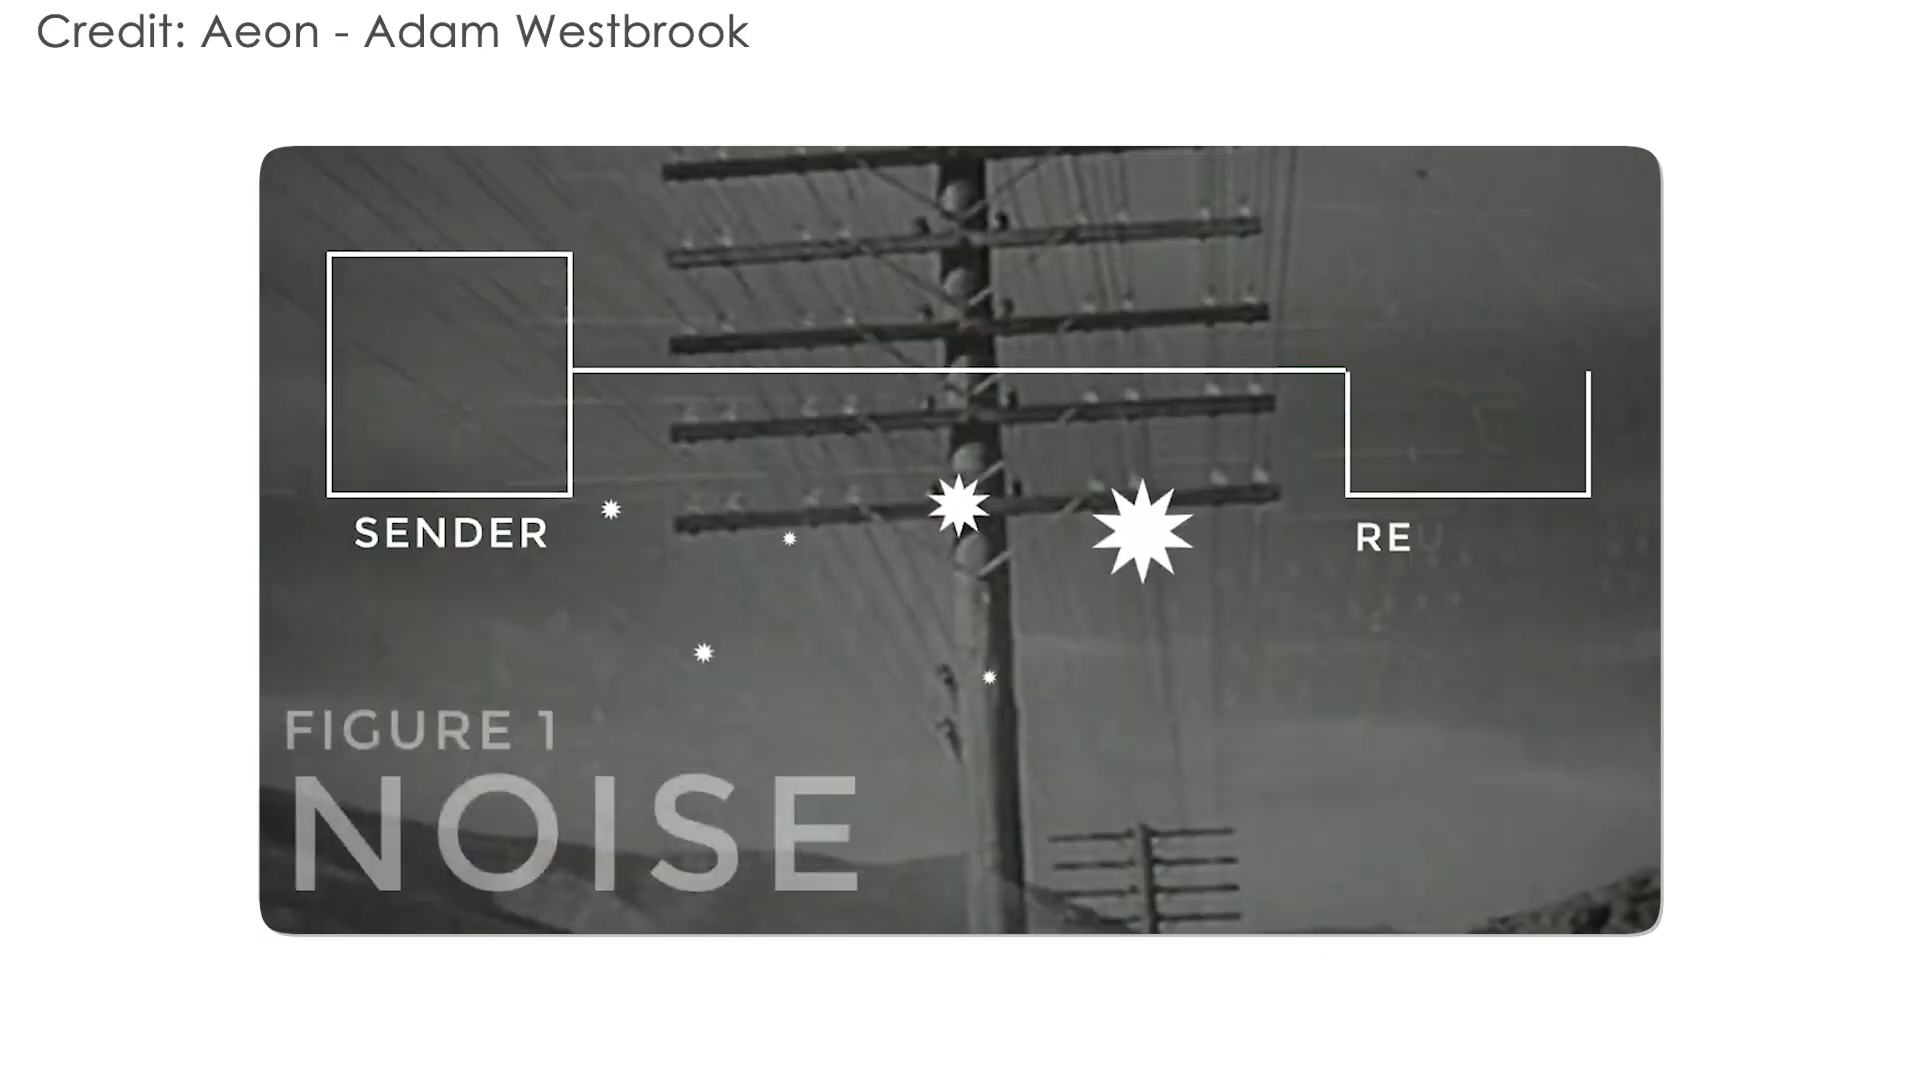 Credit: Aeon - Adam Westbrook
SENDER
RE
FIGURE 1
NOISE